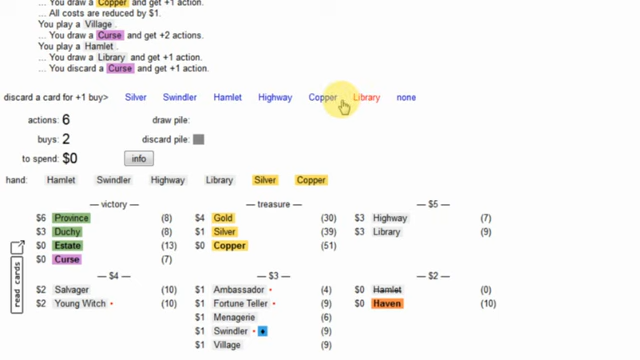 ... You draw a Copper and get +1 action.
... All costs are reduced by $1.
You play a Village.
... You draw a Curse and get +2 actions.
You play a Hamlet.
... You draw a Library and get +1 action.
... You discard a Curse and get +1 action.
discard a card for +1 buy> Silver Swindler Hamlet Highway Copper Library none
actions: 6 draw pile:
buys: 2 discard pile:
to spend: $0 info
hand: Hamlet Swindler Highway Library Silver Copper
— victory — — treasure — — $5 —
$6 Province (8) $4 Gold (30) $3 Highway (7)
$3 Duchy (8) $1 Silver (39) $3 Library (9)
$0 Estate (13) $0 Copper (51)
$0 Curse (7)
read cards
— $4 — — $3 — — $2 —
$2 Salvager (10) $1 Ambassador (4) $0 Hamlet (0)
$2 Young Witch (10) $1 Fortune Teller (9) $0 Haven (10)
$1 Menagerie (6)
$1 Swindler (9)
$1 Village (9)